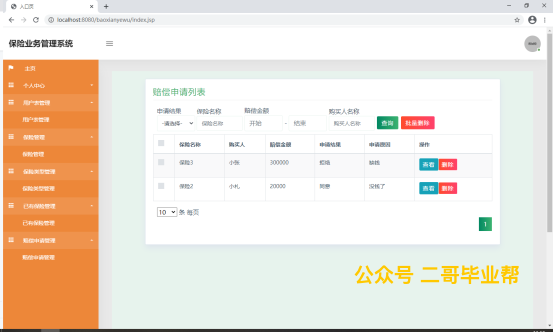 入口页
localhost:8080/baoxianyewu/index.jsp
保险业务管理系统
主页
个人中心
用户表管理
用户表管理
保险管理
保险管理
保险类型管理
保险类型管理
已有保险管理
已有保险管理
赔偿申请管理
赔偿申请管理
赔偿申请列表
申请结果 保险名称 赔偿金额 购买人名称
-请选择- 保险名称 开始 - 结束 购买人名称 查询 批量删除
保险名称 购买人 赔偿金额 申请结果 申请原因 操作
保险3 小张 300000 拒绝 缺钱 查看 删除
保险2 小礼 20000 同意 没钱了 查看 删除
10 条 每页
1
公众号 二哥毕业帮